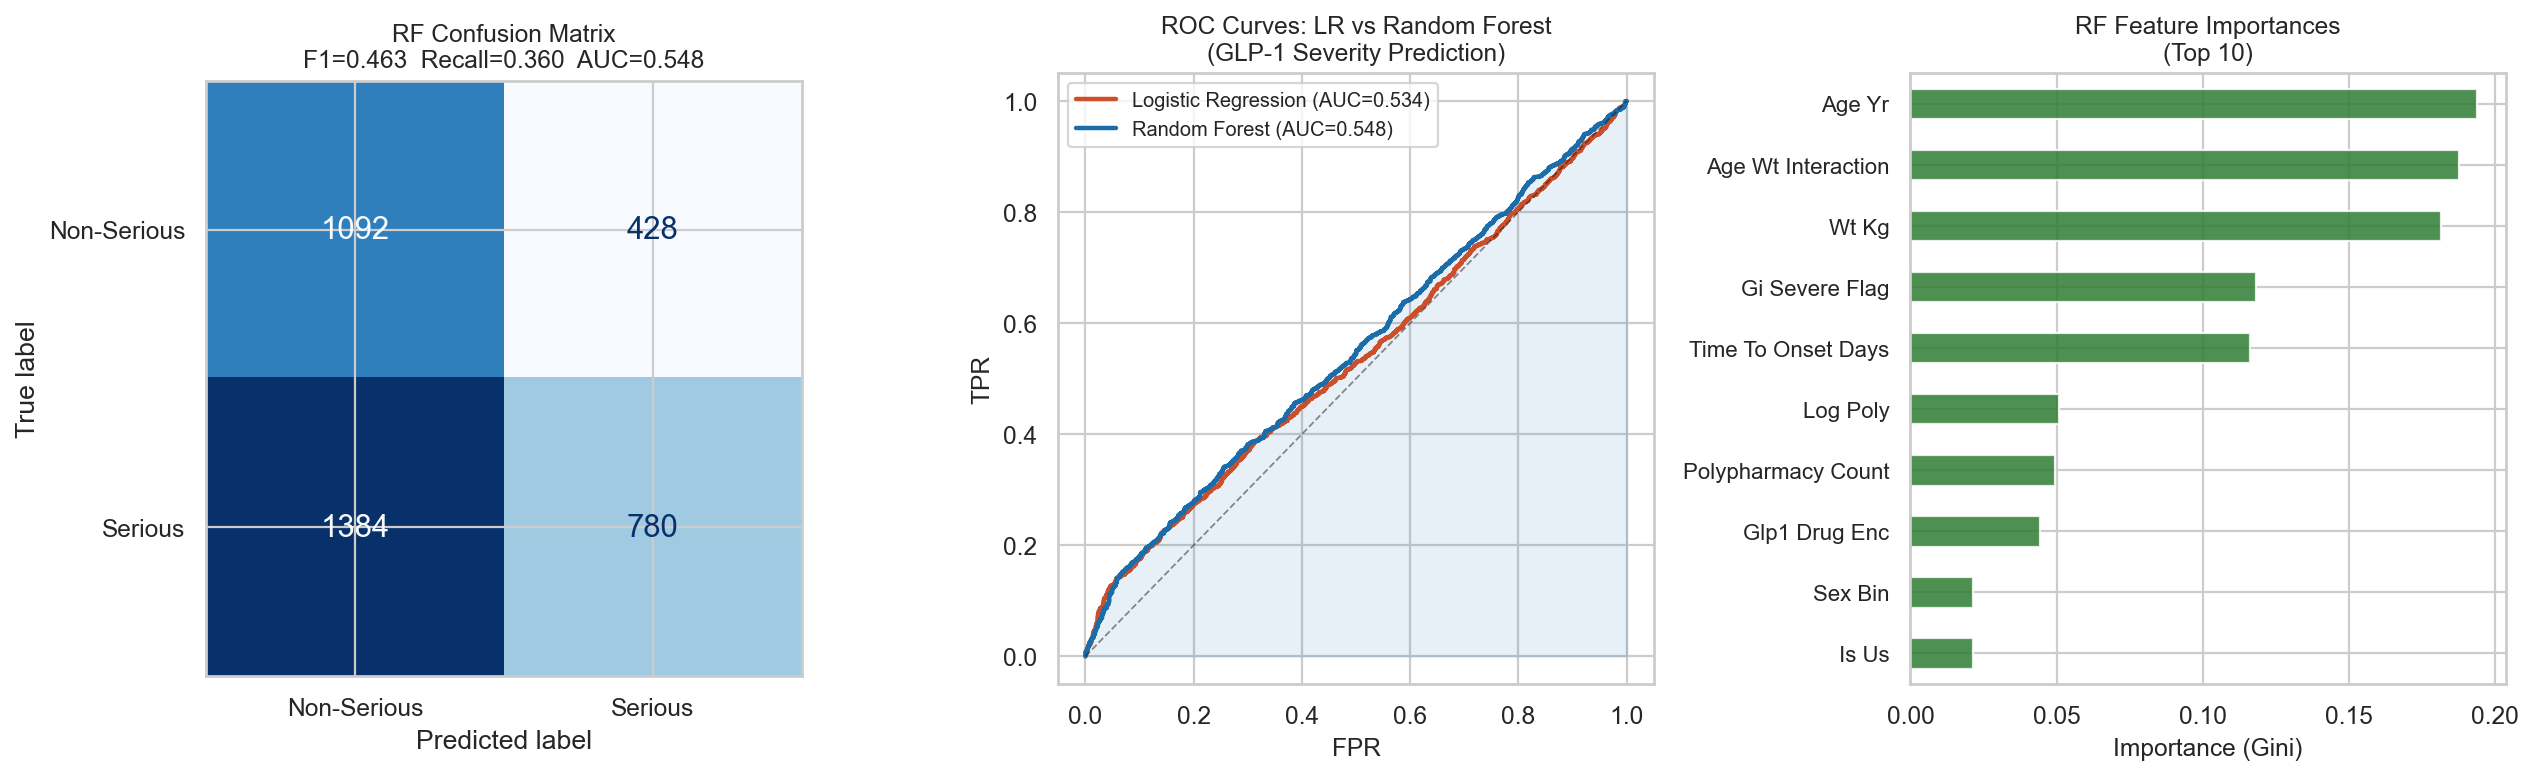 RF Confusion Matrix
F1=0.463  Recall=0.360  AUC=0.548
True label
Non-Serious
1092
428
Serious
1384
780
Non-Serious
Serious
Predicted label
ROC Curves: LR vs Random Forest
(GLP-1 Severity Prediction)
Logistic Regression (AUC=0.534)
Random Forest (AUC=0.548)
TPR
1.0
0.8
0.6
0.4
0.2
0.0
0.0
0.2
0.4
0.6
0.8
1.0
FPR
RF Feature Importances
(Top 10)
Age Yr
Age Wt Interaction
Wt Kg
Gi Severe Flag
Time To Onset Days
Log Poly
Polypharmacy Count
Glp1 Drug Enc
Sex Bin
Is Us
0.00
0.05
0.10
0.15
0.20
Importance (Gini)